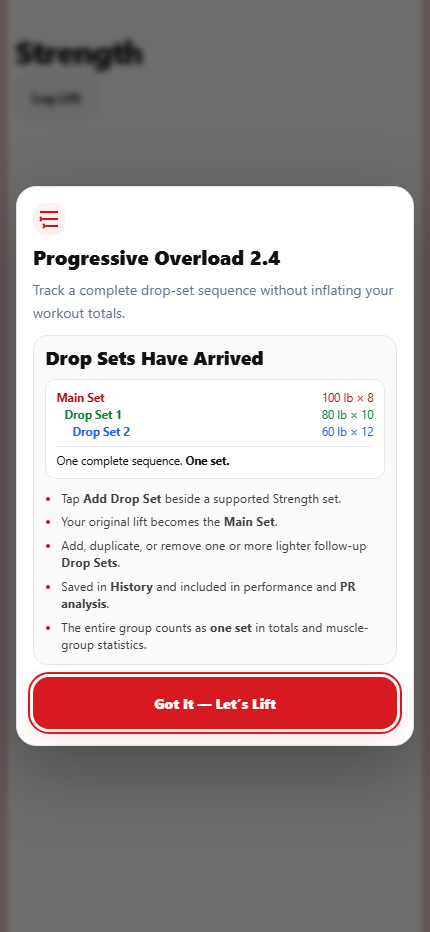 Strength
Log Lift
Progressive Overload 2.4
Track a complete drop-set sequence without inflating your
workout totals.
Drop Sets Have Arrived
Main Set 100 lb × 8
Drop Set 1 80 lb × 10
Drop Set 2 60 lb × 12
One complete sequence. One set.
• Tap Add Drop Set beside a supported Strength set.
• Your original lift becomes the Main Set.
• Add, duplicate, or remove one or more lighter follow-up
Drop Sets.
• Saved in History and included in performance and PR
analysis.
• The entire group counts as one set in totals and muscle-
group statistics.
Got It — Let's Lift